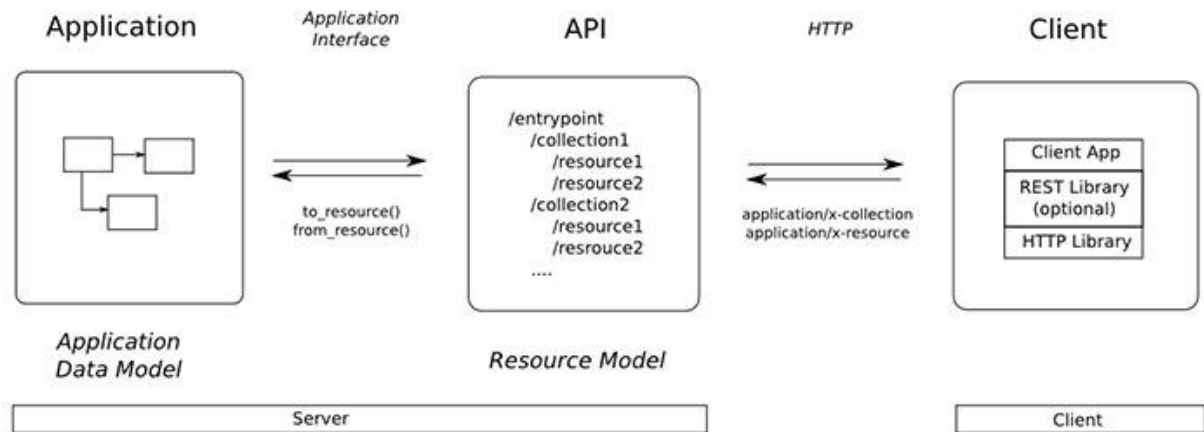 Application
Application
Interface
API
HTTP
Client
to_resource()
from_resource()
/entrypoint
/collection1
/resource1
/resource2
/collection2
/resource1
/resrouce2
....
application/x-collection
application/x-resource
Client App
REST Library
(optional)
HTTP Library
Application
Data Model
Resource Model
Server
Client